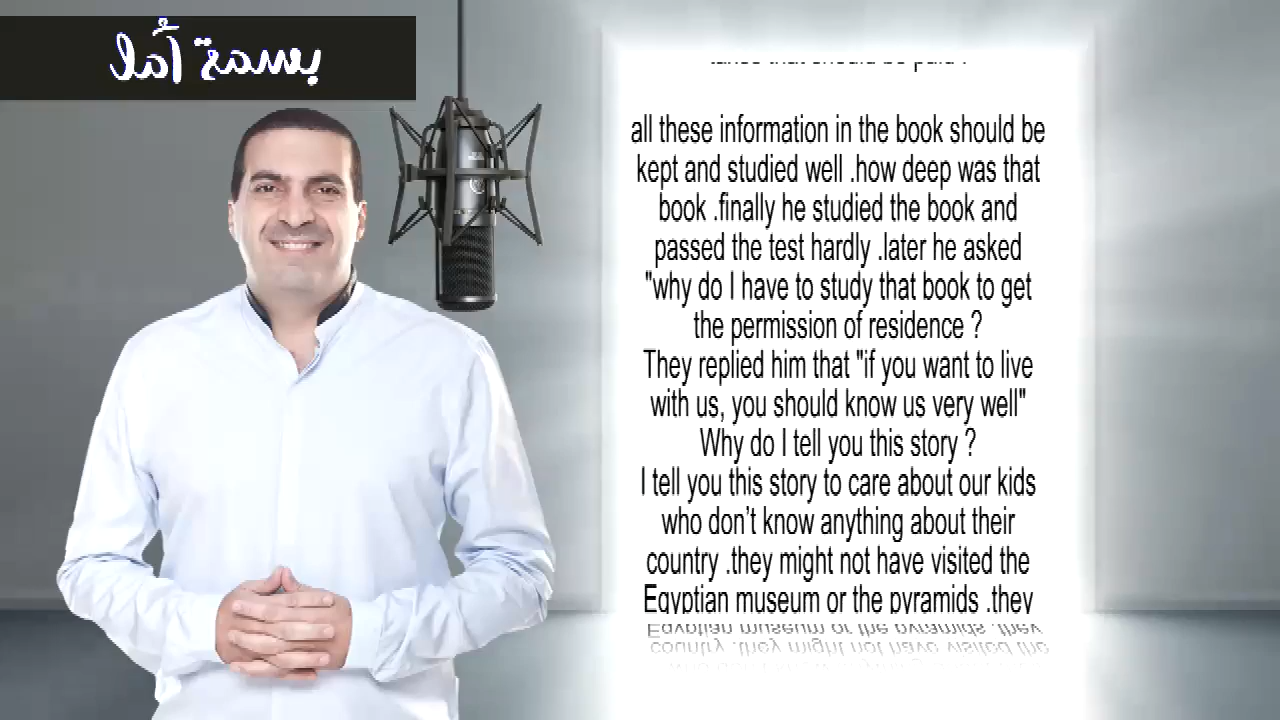 بسمة أمل
that should be paid
all these information in the book should be
kept and studied well .how deep was that
book .finally he studied the book and
passed the test hardly .later he asked
"why do I have to study that book to get
the permission of residence ?
They replied him that "if you want to live
with us, you should know us very well"
Why do I tell you this story ?
I tell you this story to care about our kids
who don’t know anything about their
country .they might not have visited the
Egyptian museum or the pyramids .they